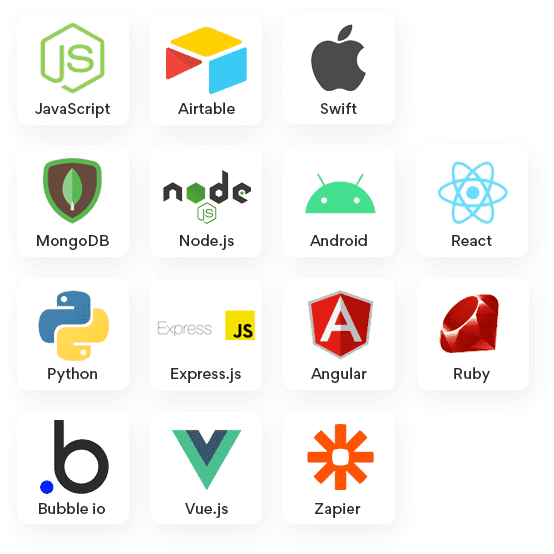 JS
JavaScript
Airtable
Swift
MongoDB
node
JS
Node.js
Android
React
Python
Express
JS
Express.js
A
Angular
Ruby
.b
Bubble io
Vue.js
Zapier